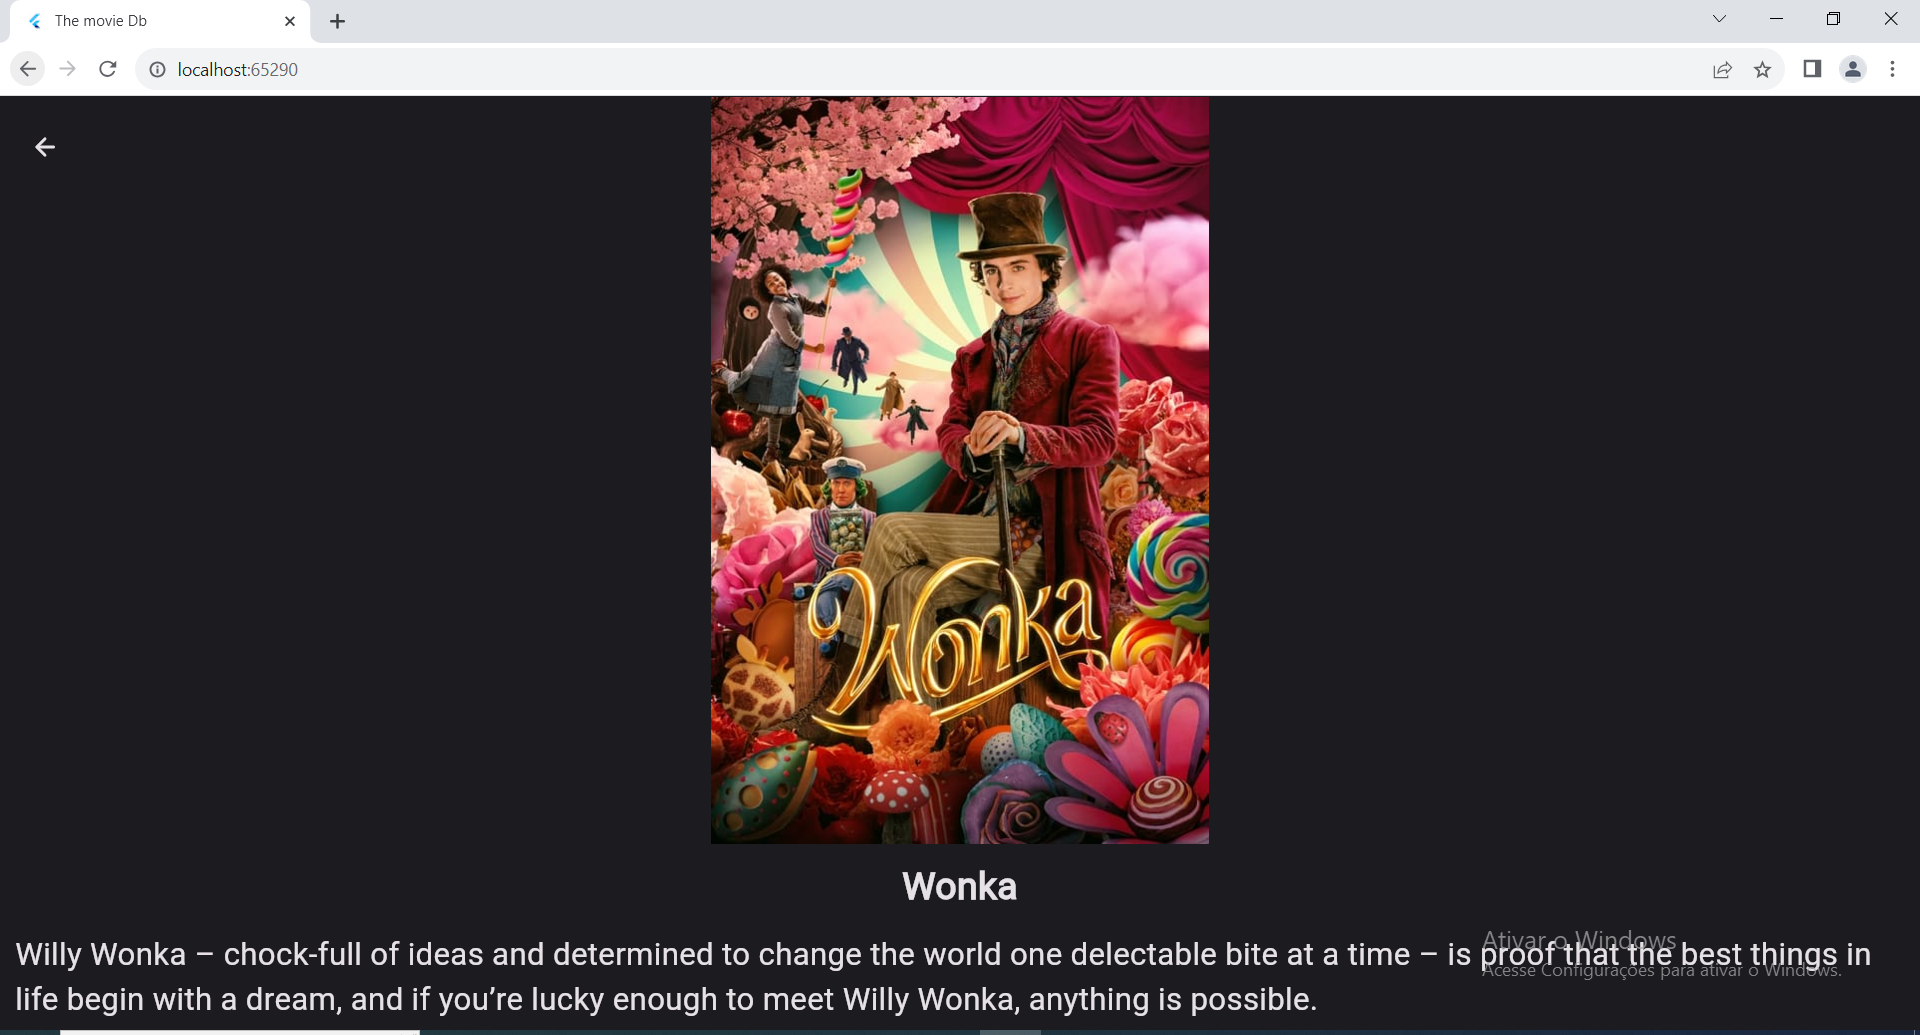 The movie Db
localhost:65290
Wonka
Wonka
Willy Wonka – chock-full of ideas and determined to change the world one delectable bite at a time – is proof that the best things in
life begin with a dream, and if you’re lucky enough to meet Willy Wonka, anything is possible.
Ativar o Windows
Acesse Configurações para ativar o Windows.